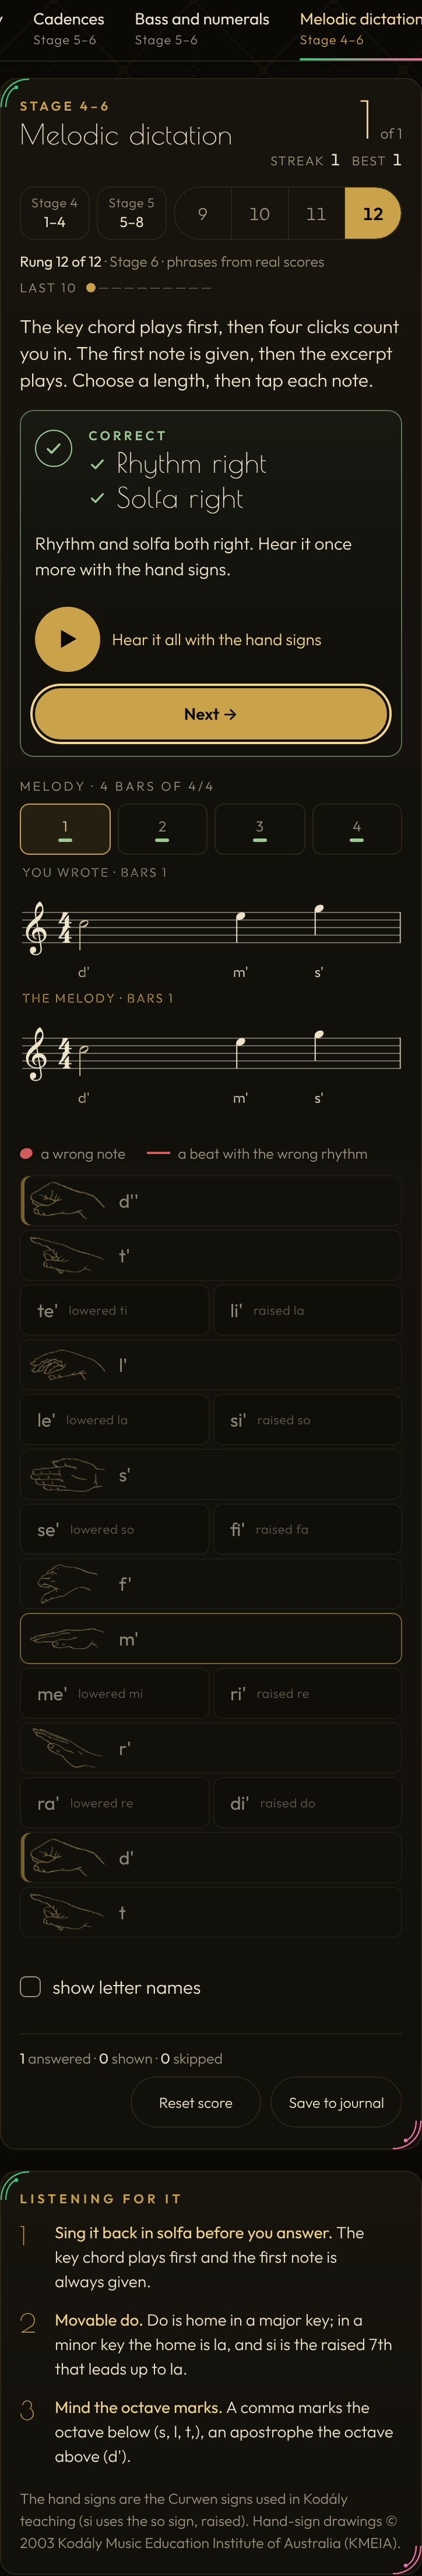 Cadences
Stage 5–6
Bass and numerals
Stage 5–6
Melodic dictation
Stage 4–6
STAGE 4–6
Melodic dictation
1 of 1
STREAK 1 BEST 1
Stage 4
1–4
Stage 5
5–8
9
10
11
12
Rung 12 of 12 · Stage 6 · phrases from real scores
LAST 10
The key chord plays first, then four clicks count
you in. The first note is given, then the excerpt
plays. Choose a length, then tap each note.
CORRECT
Rhythm right
Solfa right
Rhythm and solfa both right. Hear it once
more with the hand signs.
Hear it all with the hand signs
Next →
MELODY · 4 BARS OF 4/4
1
2
3
4
YOU WROTE · BARS 1
4
4
d' m' s'
THE MELODY · BARS 1
4
4
d' m' s'
a wrong note
a beat with the wrong rhythm
d''
t'
te' lowered ti
li' raised la
l'
le' lowered la
si' raised so
s'
se' lowered so
fi' raised fa
f'
m'
me' lowered mi
ri' raised re
r'
ra' lowered re
di' raised do
d'
t
show letter names
1 answered · 0 shown · 0 skipped
Reset score
Save to journal
LISTENING FOR IT
1 Sing it back in solfa before you answer. The
key chord plays first and the first note is
always given.
2 Movable do. Do is home in a major key; in a
minor key the home is la, and si is the raised 7th
that leads up to la.
3 Mind the octave marks. A comma marks the
octave below (s, l, t,), an apostrophe the octave
above (d').
The hand signs are the Curwen signs used in Kodály
teaching (si uses the so sign, raised). Hand-sign drawings ©
2003 Kodály Music Education Institute of Australia (KMEIA).